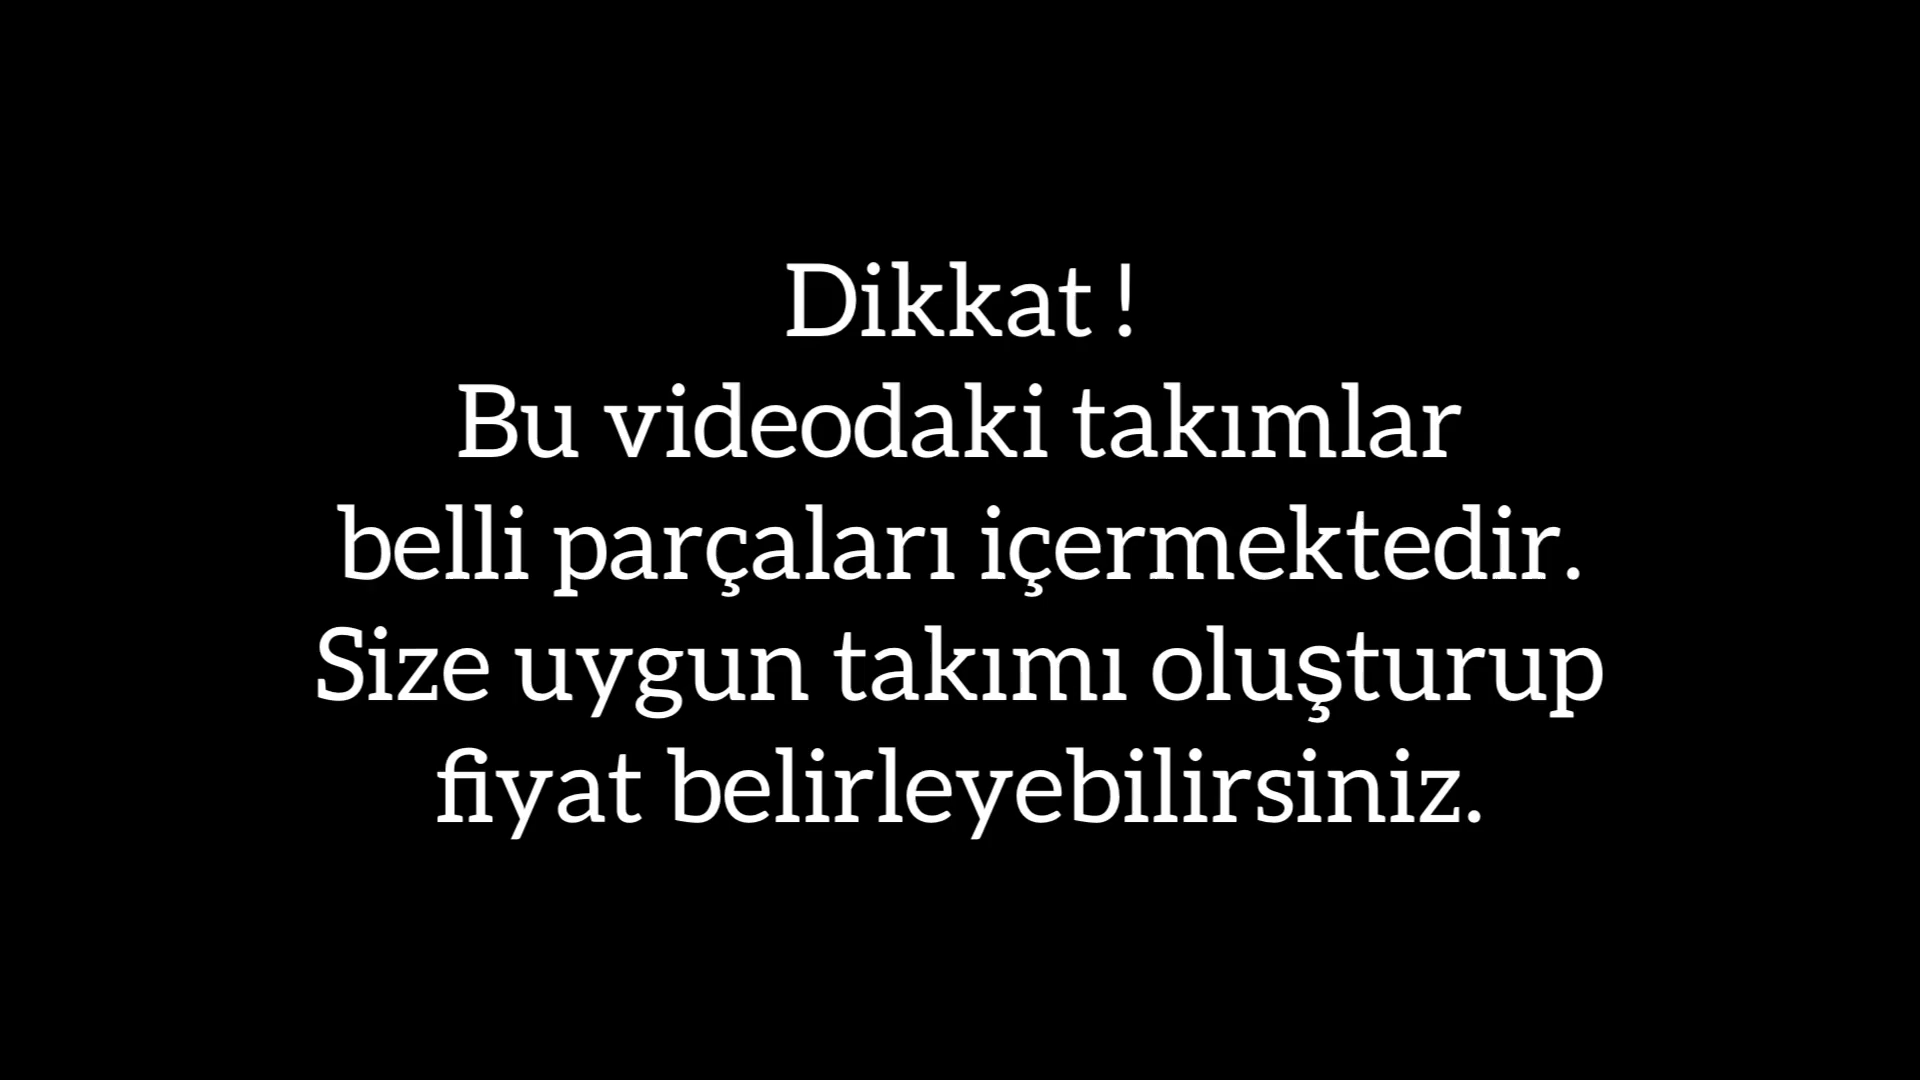 Dikkat !
Bu videodaki takımlar
belli parçaları içermektedir.
Size uygun takımı oluşturup
fiyat belirleyebilirsiniz.